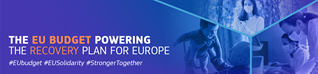 THE EU BUDGET POWERING
THE RECOVERY PLAN FOR EUROPE
#EUbudget #EUSolidarity #StrongerTogether